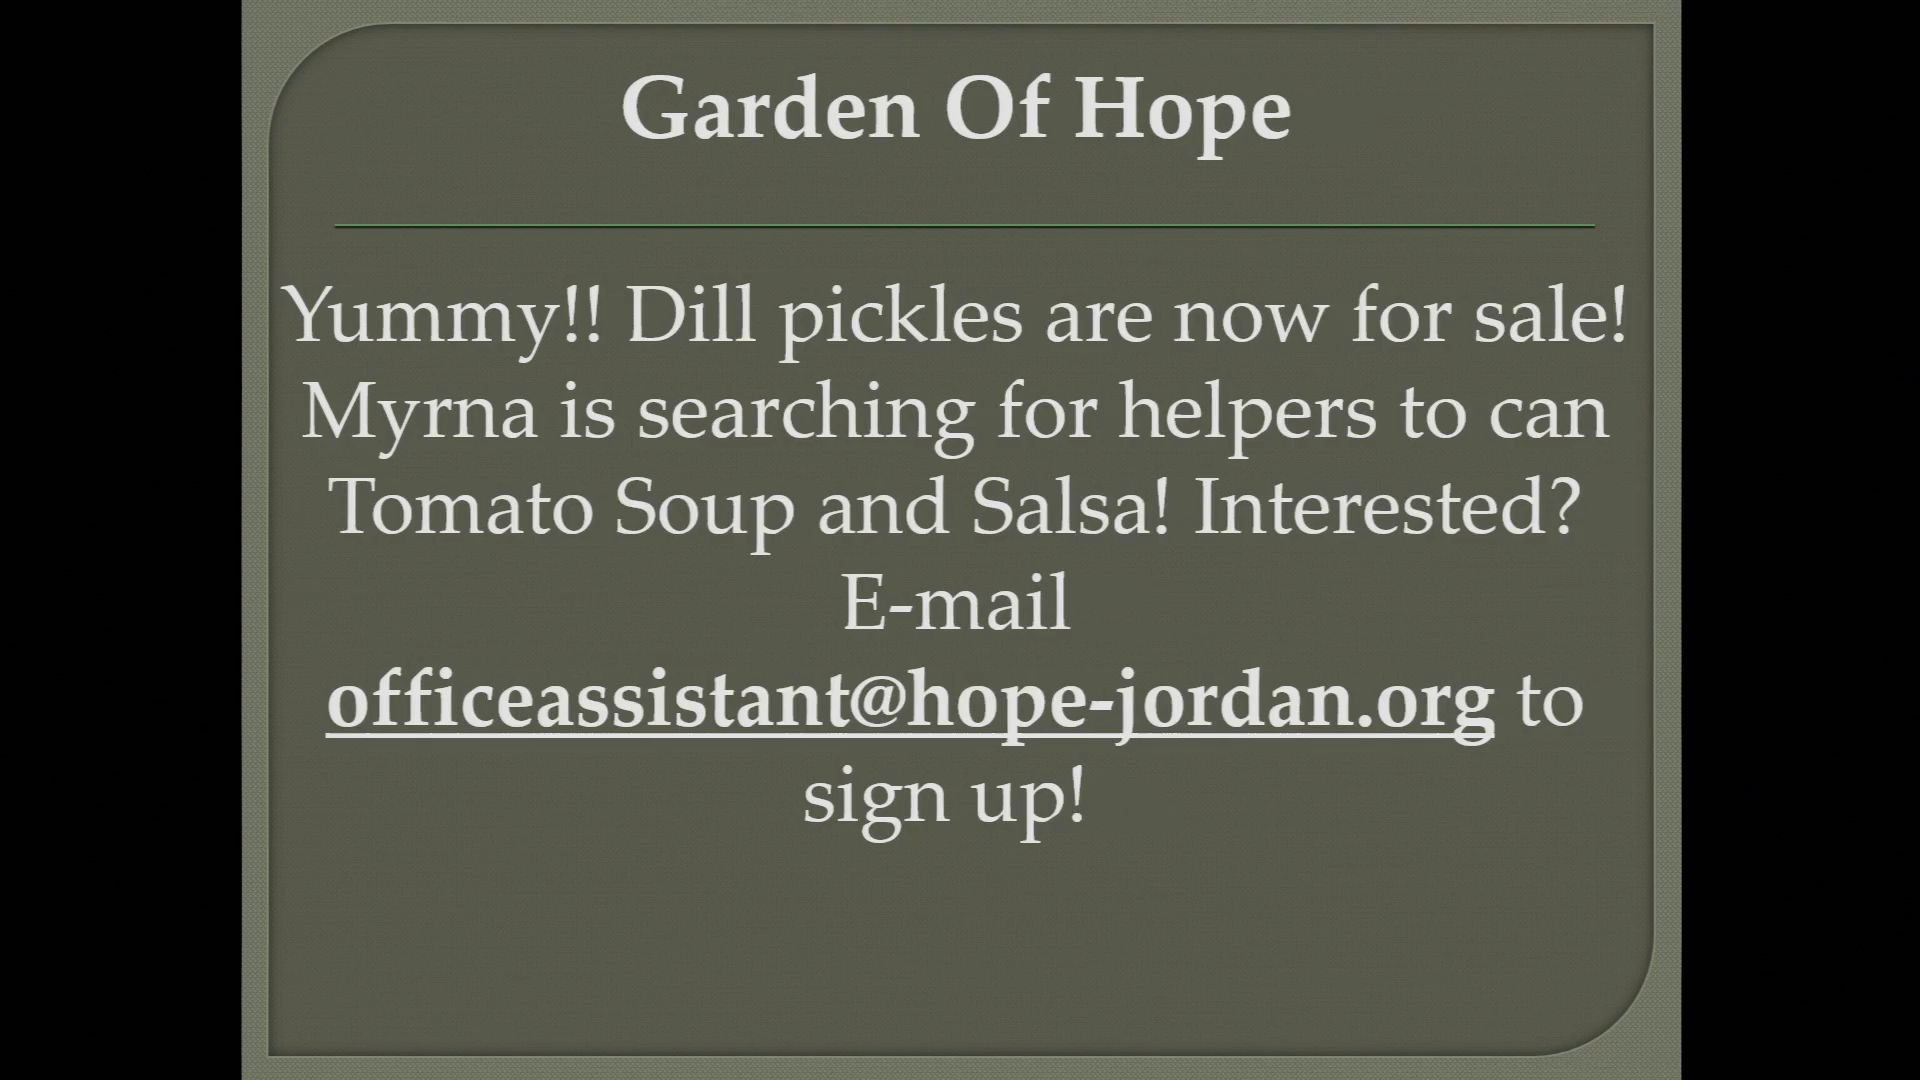 Garden Of Hope
Yummy!! Dill pickles are now for sale!
Myrna is searching for helpers to can
Tomato Soup and Salsa! Interested?
E-mail
officeassistant@hope-jordan.org to
sign up!